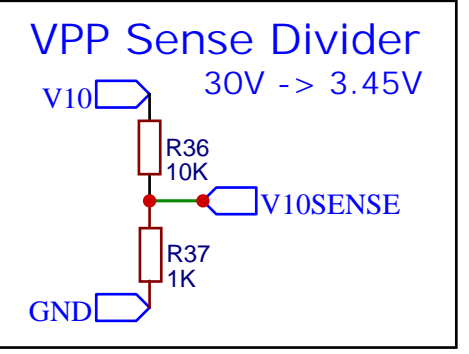 VPP Sense Divider
30V -> 3.45V
V10
R36
10K
V10SENSE
R37
1K
GND